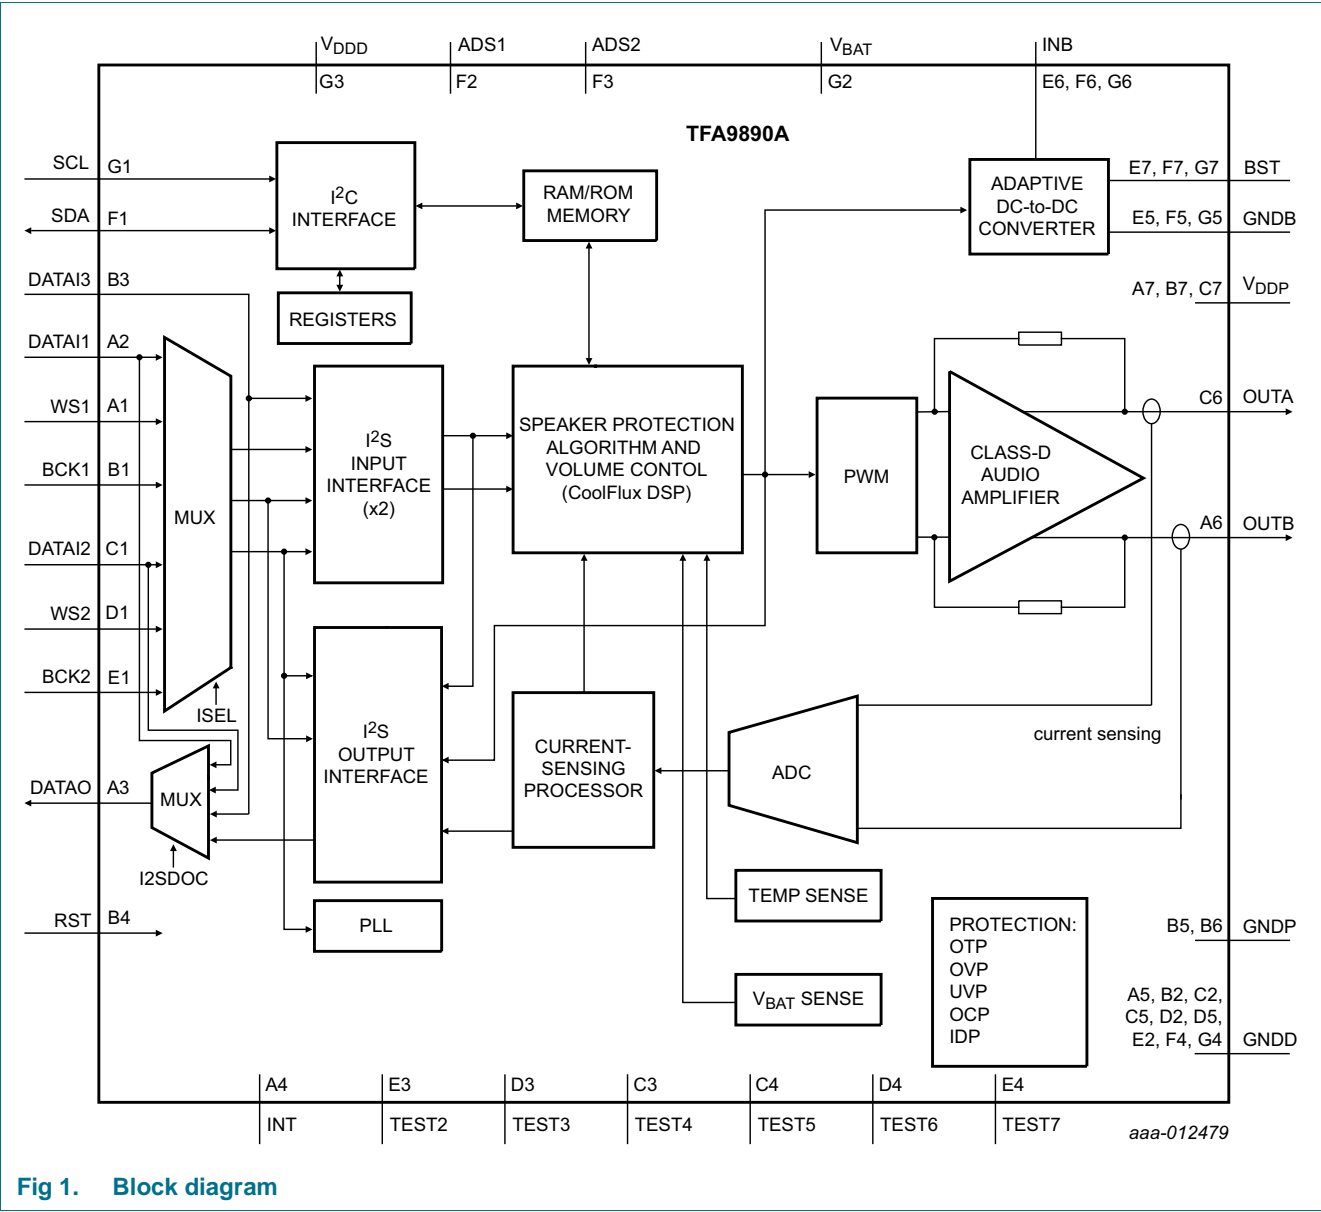 VDDD ADS1 ADS2 VBAT INB
G3 F2 F3 G2 E6, F6, G6
TFA9890A
SCL G1
SDA F1
DATAI3 B3
DATAI1 A2
WS1 A1
BCK1 B1
DATAI2 C1
WS2 D1
BCK2 E1
DATAO A3
RST B4
I2C
INTERFACE
REGISTERS
RAM/ROM
MEMORY
ADAPTIVE
DC-to-DC
CONVERTER
E7, F7, G7 BST
E5, F5, G5 GNDB
A7, B7, C7 VDDP
MUX
ISEL
I2S
INPUT
INTERFACE
(x2)
SPEAKER PROTECTION
ALGORITHM AND
VOLUME CONTOL
(CoolFlux DSP)
PWM
CLASS-D
AUDIO
AMPLIFIER
C6 OUTA
A6 OUTB
MUX
I2SDOC
I2S
OUTPUT
INTERFACE
CURRENT-
SENSING
PROCESSOR
ADC
current sensing
PLL
TEMP SENSE
VBAT SENSE
PROTECTION:
OTP
OVP
UVP
OCP
IDP
B5, B6 GNDP
A5, B2, C2,
C5, D2, D5,
E2, F4, G4 GNDD
A4 E3 D3 C3 C4 D4 E4
INT TEST2 TEST3 TEST4 TEST5 TEST6 TEST7
aaa-012479
Fig 1. Block diagram